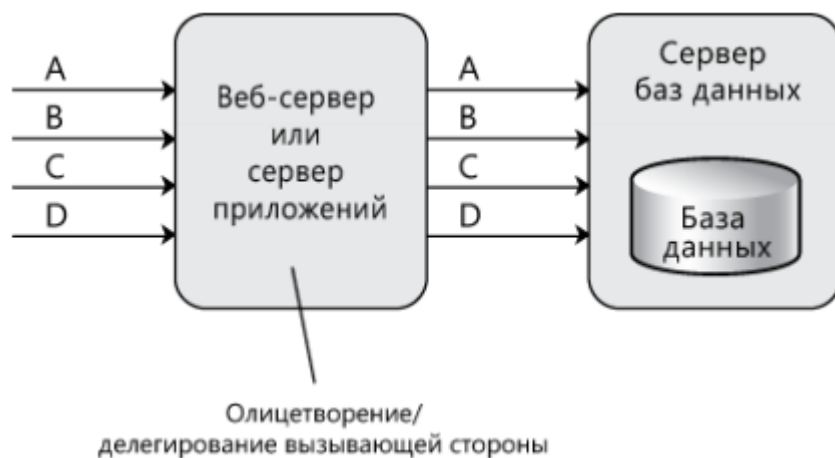 A
B
C
D
Веб-сервер
или
сервер
приложений
A
B
C
D
Сервер
баз данных
База
данных
Олицетворение/
делегирование вызывающей стороны